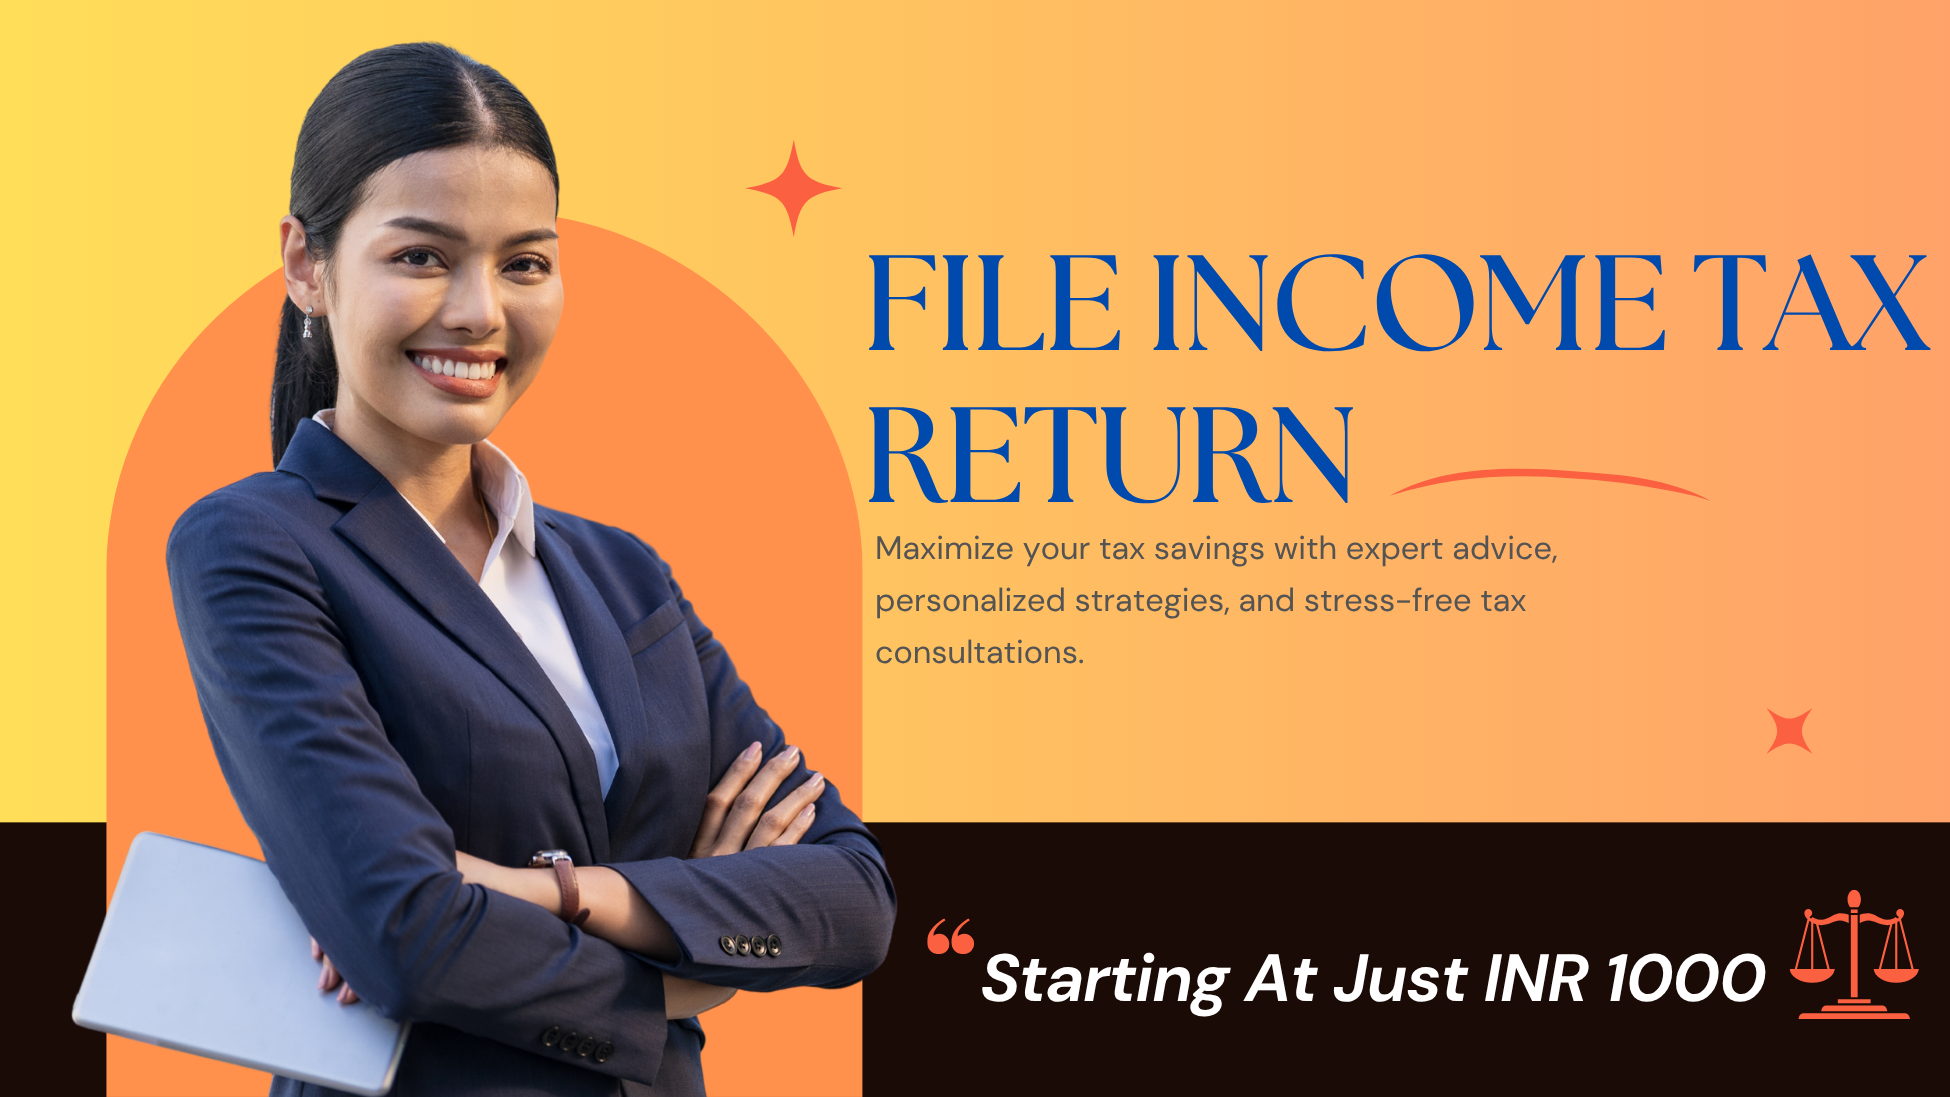 FILE INCOME TAX
RETURN
Maximize your tax savings with expert advice,
personalized strategies, and stress-free tax
consultations.
“ Starting At Just INR 1000